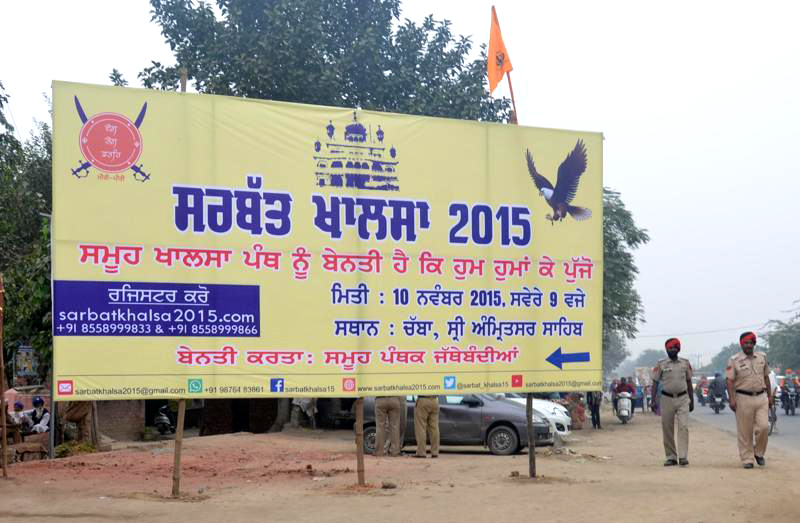 ਦੇਗ
ਤੇਗ
ਫ਼ਤਹਿ
ਮੀਰੀ-ਪੀਰੀ
ਸਰਬੱਤ ਖਾਲਸਾ 2015
ਸਮੂਹ ਖਾਲਸਾ ਪੰਥ ਨੂੰ ਬੇਨਤੀ ਹੈ ਕਿ ਹੁਮ ਹੁਮਾਂ ਕੇ ਪੁੱਜੋ
ਰਜਿਸਟਰ ਕਰੋ
sarbatkhalsa2015.com
+91 8558999833 & +91 8558999866
ਮਿਤੀ : 10 ਨਵੰਬਰ 2015, ਸਵੇਰੇ 9 ਵਜੇ
ਸਥਾਨ : ਚੱਬਾ, ਸ੍ਰੀ ਅੰਮ੍ਰਿਤਸਰ ਸਾਹਿਬ
ਬੇਨਤੀ ਕਰਤਾ: ਸਮੂਹ ਪੰਥਕ ਜੱਥੇਬੰਦੀਆਂ
sarbatkhalsa2015@gmail.com +91 98764 83861 sarbatkhalsa15 www.sarbatkhalsa2015.com sarbat_khalsa15 sarbatkhalsa2015@gmail.com